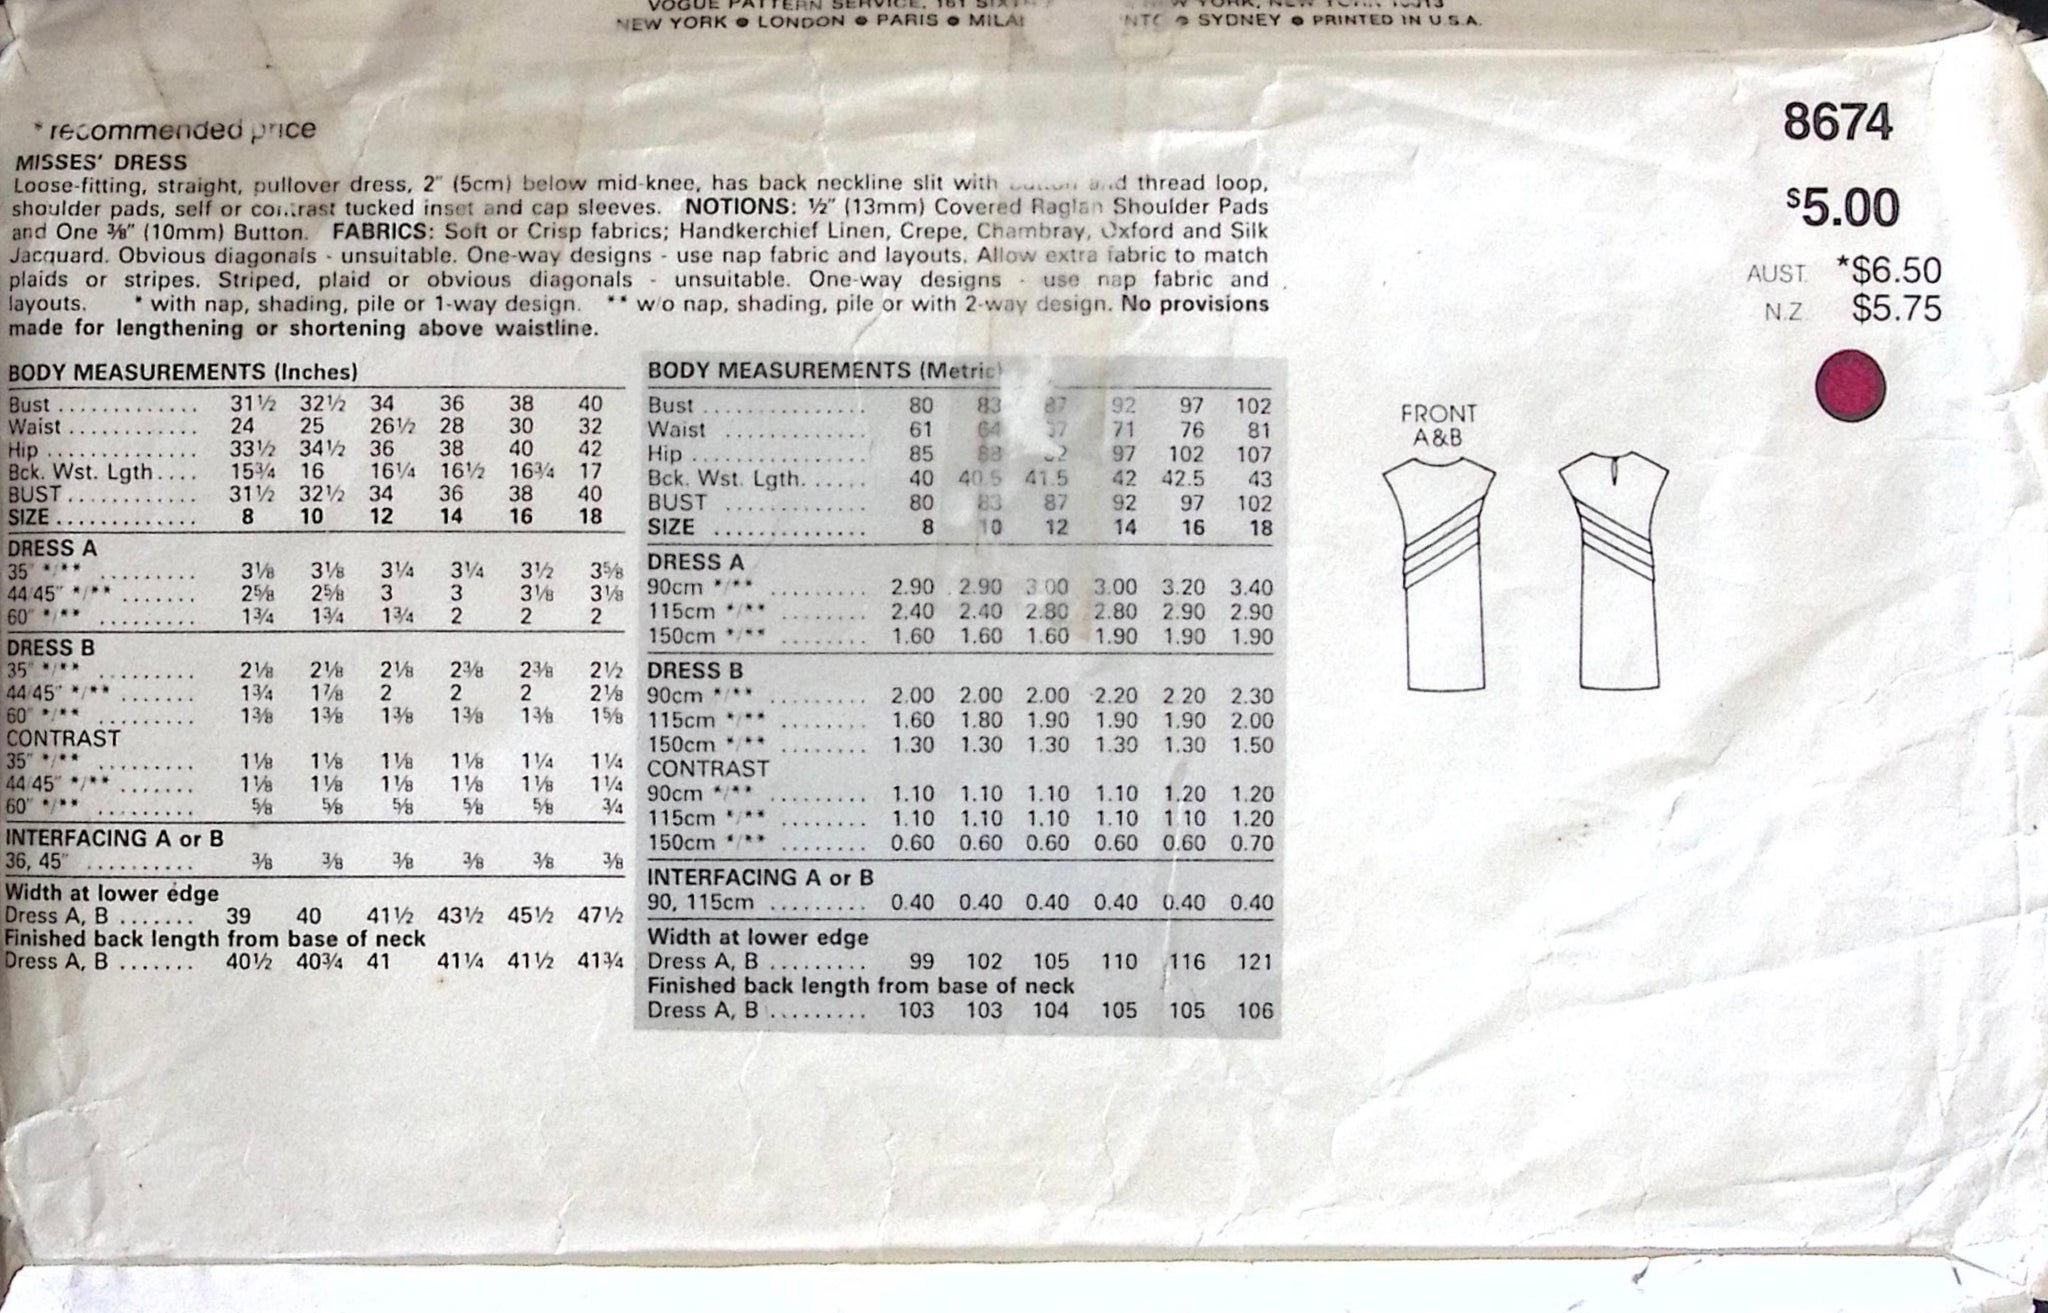 VOGUE PATTERN SERVICE, 161
NEW YORK ● LONDON ● PARIS ● MILA ● SYDNEY ● PRINTED IN U.S.A.
8674
$5.00
AUST. *$6.50
N.Z. $5.75
* recommended price
MISSES' DRESS
Loose-fitting, straight, pullover dress, 2" (5cm) below mid-knee, has back neckline slit with button and thread loop,
shoulder pads, self or contrast tucked inset and cap sleeves. NOTIONS: ½" (13mm) Covered Raglan Shoulder Pads
and One ⅜" (10mm) Button. FABRICS: Soft or Crisp fabrics; Handkerchief Linen, Crepe, Chambray, Oxford and Silk
Jacquard. Obvious diagonals - unsuitable. One-way designs - use nap fabric and layouts. Allow extra fabric to match
plaids or stripes. Striped, plaid or obvious diagonals - unsuitable. One-way designs - use nap fabric and
layouts. * with nap, shading, pile or 1-way design. ** w/o nap, shading, pile or with 2-way design. No provisions
made for lengthening or shortening above waistline.
BODY MEASUREMENTS (Inches)
Bust ............. 31½ 32½ 34 36 38 40
Waist ............ 24 25 26½ 28 30 32
Hip .............. 33½ 34½ 36 38 40 42
Bck. Wst. Lgth .... 15¾ 16 16¼ 16½ 16¾ 17
BUST ............ 31½ 32½ 34 36 38 40
SIZE ............. 8 10 12 14 16 18
DRESS A
35" */** ......... 3⅛ 3⅛ 3¼ 3¼ 3½ 3⅝
44/45" */** ....... 2⅝ 2⅝ 3 3 3⅛ 3⅛
60" */** ......... 1¾ 1¾ 1¾ 2 2 2
DRESS B
35" */** ......... 2⅛ 2⅛ 2⅛ 2⅜ 2⅜ 2½
44/45" */** ....... 1¾ 1⅞ 2 2 2 2⅛
60" */** ......... 1⅜ 1⅜ 1⅜ 1⅜ 1⅜ 1⅝
CONTRAST
35" */** ......... 1⅛ 1⅛ 1⅛ 1⅛ 1¼ 1¼
44/45" */** ....... 1⅛ 1⅛ 1⅛ 1⅛ 1⅛ 1¼
60" */** ......... ⅝ ⅝ ⅝ ⅝ ⅝ ¾
INTERFACING A or B
36, 45" .......... ⅜ ⅜ ⅜ ⅜ ⅜ ⅜
Width at lower edge
Dress A, B ....... 39 40 41½ 43½ 45½ 47½
Finished back length from base of neck
Dress A, B ....... 40½ 40¾ 41 41¼ 41½ 41¾
BODY MEASUREMENTS (Metric)
Bust ............... 80 83 87 92 97 102
Waist ............. 61 64 71 76 81
Hip ................ 85 88 97 102 107
Bck. Wst. Lgth. ...... 40 40.5 41.5 42 42.5 43
BUST ............. 80 83 87 92 97 102
SIZE .............. 8 10 12 14 16 18
DRESS A
90cm */** ......... 2.90 2.90 3.00 3.00 3.20 3.40
115cm */** ........ 2.40 2.40 2.80 2.80 2.90 2.90
150cm */** ........ 1.60 1.60 1.60 1.90 1.90 1.90
DRESS B
90cm */** ......... 2.00 2.00 2.00 2.20 2.20 2.30
115cm */** ........ 1.60 1.80 1.90 1.90 1.90 2.00
150cm */** ........ 1.30 1.30 1.30 1.30 1.30 1.50
CONTRAST
90cm */** ......... 1.10 1.10 1.10 1.10 1.20 1.20
115cm */** ........ 1.10 1.10 1.10 1.10 1.10 1.20
150cm */** ........ 0.60 0.60 0.60 0.60 0.60 0.70
INTERFACING A or B
90, 115cm ......... 0.40 0.40 0.40 0.40 0.40 0.40
Width at lower edge
Dress A, B ......... 99 102 105 110 116 121
Finished back length from base of neck
Dress A, B ......... 103 103 104 105 105 106
FRONT
A&B